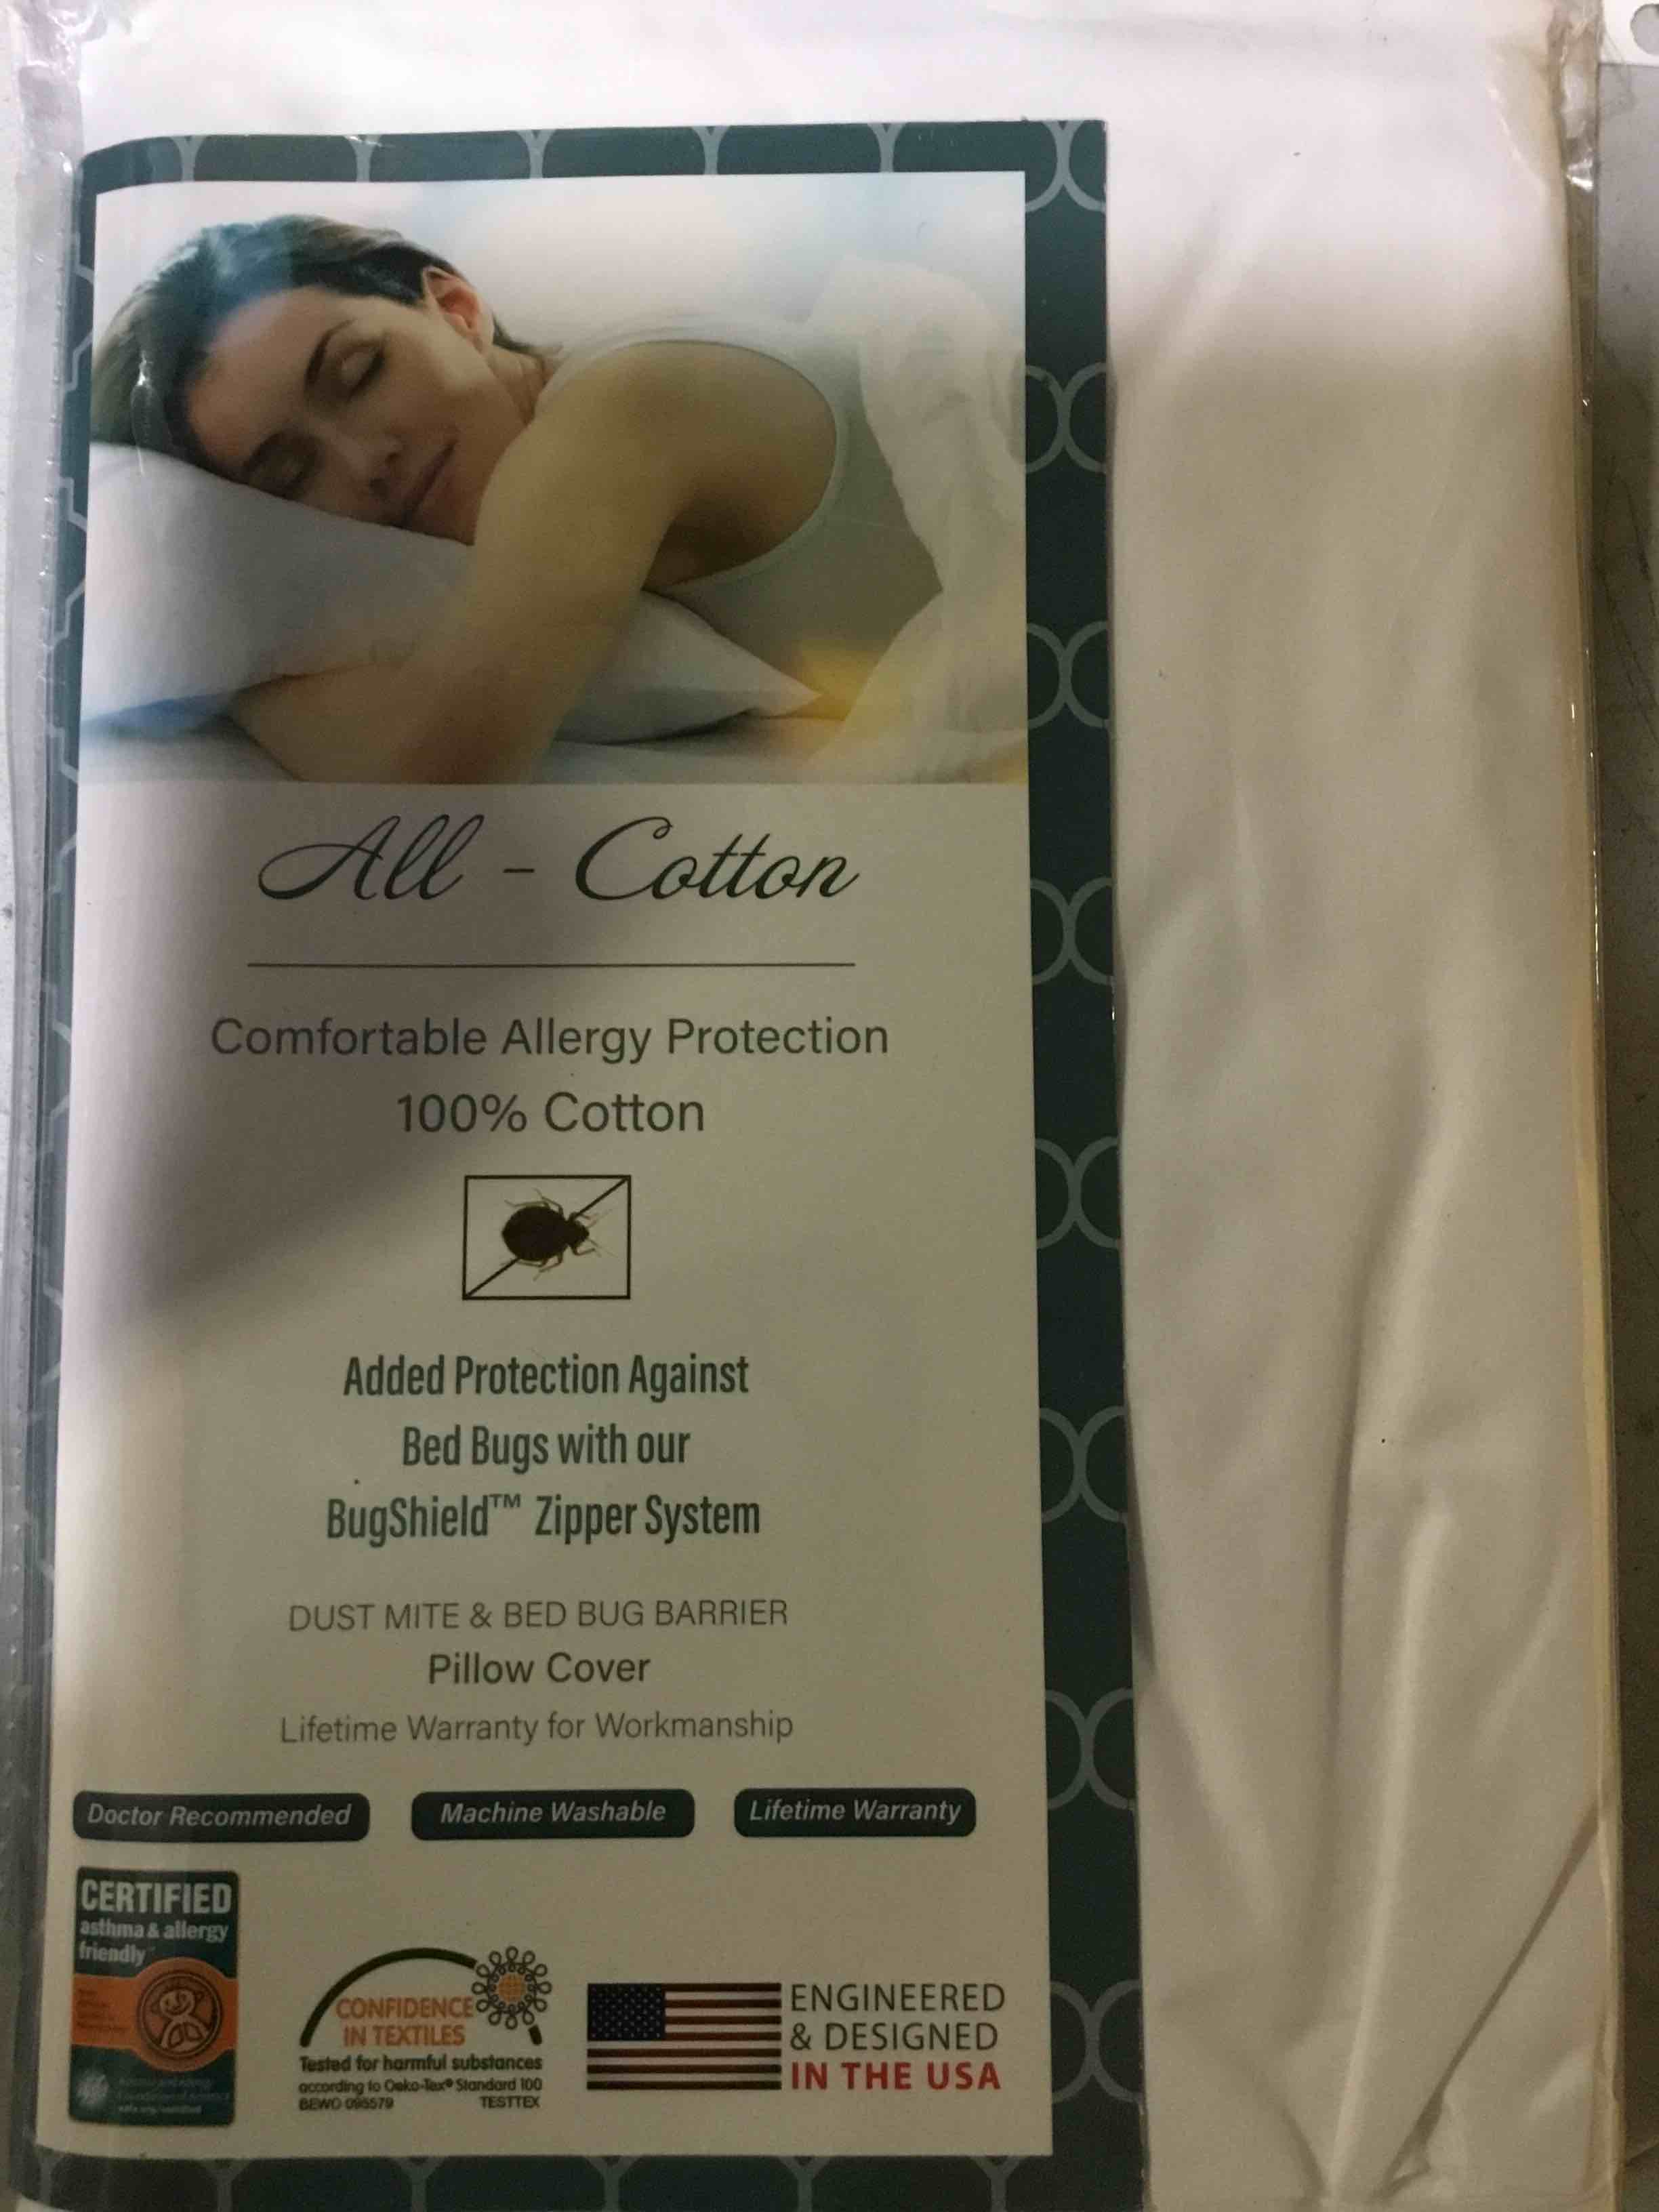 All - Cotton
Comfortable Allergy Protection
100% Cotton
Added Protection Against
Bed Bugs with our
BugShield™ Zipper System
DUST MITE & BED BUG BARRIER
Pillow Cover
Lifetime Warranty for Workmanship
Doctor Recommended
Machine Washable
Lifetime Warranty
CERTIFIED
asthma & allergy
friendly
CONFIDENCE
IN TEXTILES
Tested for harmful substances
according to Oeko-Tex® Standard 100
BEWO 095579 TESTTEX
ENGINEERED
& DESIGNED
IN THE USA